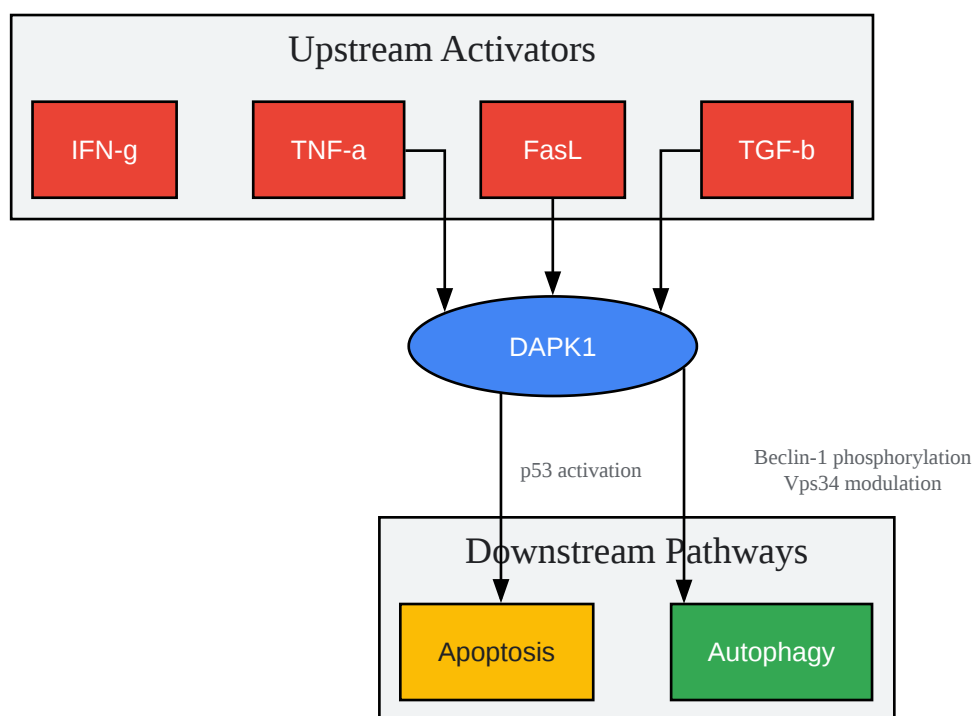 Upstream Activators
IFN-g
TNF-a
FasL
TGF-b
DAPK1
p53 activation
Beclin-1 phosphorylation
Vps34 modulation
Downstream Pathways
Apoptosis
Autophagy